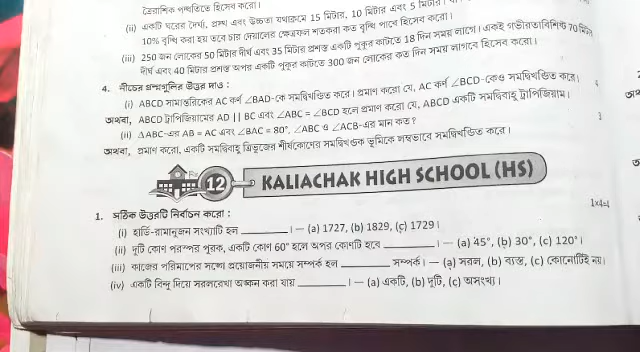 ত্রৈরাশিক পদ্ধতিতে হিসেব করো।
(ii) একটি ঘরের দৈর্ঘ্য, প্রস্থ এবং উচ্চতা যথাক্রমে 15 মিটার, 10 মিটার এবং 5 মিটার।
10% বৃদ্ধি করা হয় তবে চার দেয়ালের ক্ষেত্রফল শতকরা কত বৃদ্ধি পাবে হিসেব করো।
(iii) 250 জন লোকের 50 মিটার দীর্ঘ এবং 35 মিটার প্রশস্ত একটি পুকুর কাটতে 18 দিন সময় লাগে। একই গভীরতাবিশিষ্ট 70 মিটার
দীর্ঘ এবং 40 মিটার প্রশস্ত অপর একটি পুকুর কাটতে 300 জন লোকের কত দিন সময় লাগবে হিসেব করো।
4. নীচের প্রশ্নগুলির উত্তর দাও :
(i) ABCD সামান্তরিকের AC কর্ণ ∠BAD-কে সমদ্বিখণ্ডিত করে। প্রমাণ করো যে, AC কর্ণ ∠BCD-কেও সমদ্বিখণ্ডিত করে। 4
অথবা, ABCD ট্রাপিজিয়ামের AD || BC এবং ∠ABC = ∠BCD হলে প্রমাণ করো যে, ABCD একটি সমদ্বিবাহু ট্রাপিজিয়াম।
(ii) ΔABC-এর AB = AC এবং ∠BAC = 80°, ∠ABC ও ∠ACB-এর মান কত? 3
অথবা, প্রমাণ করো, একটি সমদ্বিবাহু ত্রিভুজের শীর্ষকোণের সমদ্বিখণ্ডক ভূমিকে লম্বভাবে সমদ্বিখণ্ডিত করে।
12 KALIACHAK HIGH SCHOOL (HS)
1. সঠিক উত্তরটি নির্বাচন করো : 1x4=4
(i) হার্ডি-রামানুজন সংখ্যাটি হল ________ । — (a) 1727, (b) 1829, (c) 1729।
(ii) দুটি কোণ পরস্পর পূরক, একটি কোণ 60° হলে অপর কোণটি হবে ________ । — (a) 45°, (b) 30°, (c) 120°।
(iii) কাজের পরিমাণের সঙ্গে প্রয়োজনীয় সময়ে সম্পর্ক হল ________ সম্পর্ক। — (a) সরল, (b) ব্যস্ত, (c) কোনোটিই নয়।
(iv) একটি বিন্দু দিয়ে সরলরেখা অঙ্কন করা যায় ________ । — (a) একটি, (b) দুটি, (c) অসংখ্য।